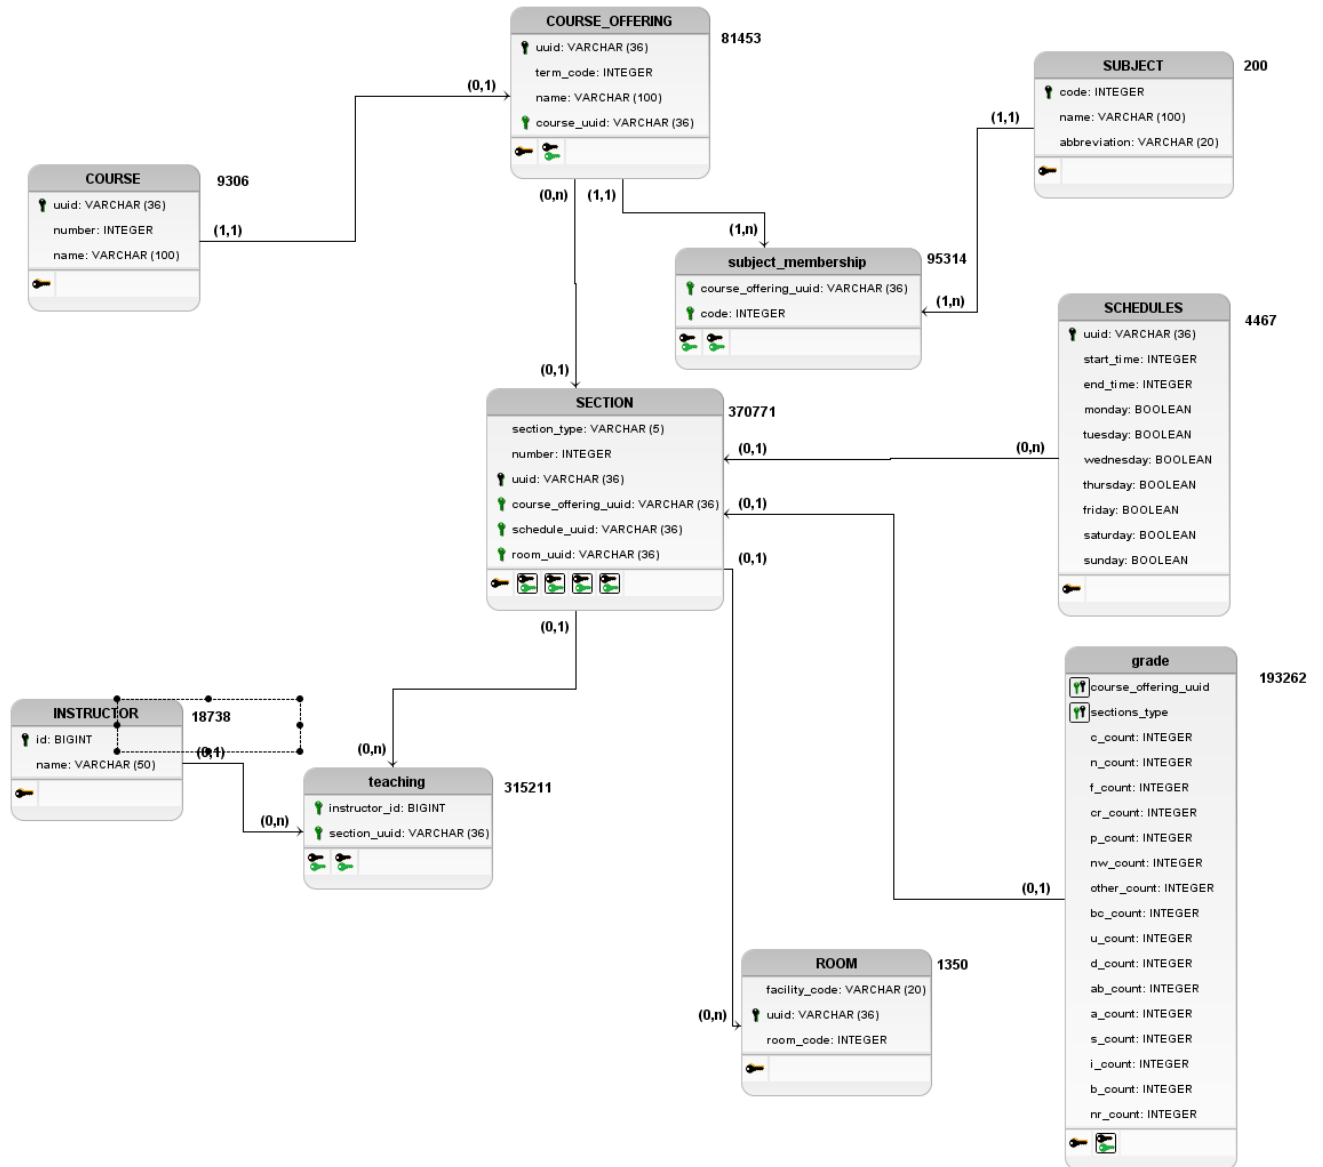 COURSE_OFFERING
81453
uuid: VARCHAR (36)
term_code: INTEGER
name: VARCHAR (100)
course_uuid: VARCHAR (36)
(0,1)
(0,n)
(1,1)
SUBJECT
200
code: INTEGER
name: VARCHAR (100)
abbreviation: VARCHAR (20)
(1,1)
COURSE
9306
uuid: VARCHAR (36)
number: INTEGER
name: VARCHAR (100)
(1,1)
(1,n)
subject_membership
95314
course_offering_uuid: VARCHAR (36)
code: INTEGER
(1,n)
SCHEDULES
4467
uuid: VARCHAR (36)
start_time: INTEGER
end_time: INTEGER
monday: BOOLEAN
tuesday: BOOLEAN
wednesday: BOOLEAN
thursday: BOOLEAN
friday: BOOLEAN
saturday: BOOLEAN
sunday: BOOLEAN
(0,n)
(0,1)
SECTION
370771
section_type: VARCHAR (5)
number: INTEGER
uuid: VARCHAR (36)
course_offering_uuid: VARCHAR (36)
schedule_uuid: VARCHAR (36)
room_uuid: VARCHAR (36)
(0,1)
(0,1)
(0,1)
(0,1)
grade
193262
course_offering_uuid
sections_type
c_count: INTEGER
n_count: INTEGER
f_count: INTEGER
cr_count: INTEGER
p_count: INTEGER
nw_count: INTEGER
other_count: INTEGER
bc_count: INTEGER
u_count: INTEGER
d_count: INTEGER
ab_count: INTEGER
a_count: INTEGER
s_count: INTEGER
i_count: INTEGER
b_count: INTEGER
nr_count: INTEGER
(0,1)
INSTRUCTOR
18738
id: BIGINT
name: VARCHAR (50)
(0,1)
(0,n)
(0,n)
teaching
315211
instructor_id: BIGINT
section_uuid: VARCHAR (36)
ROOM
1350
facility_code: VARCHAR (20)
uuid: VARCHAR (36)
room_code: INTEGER
(0,n)